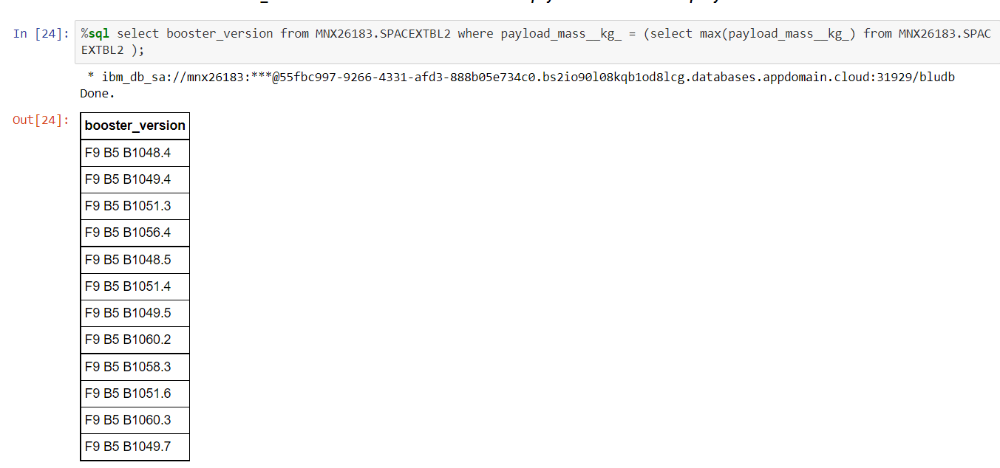 In [24]: %sql select booster_version from MNX26183.SPACEXTBL2 where payload_mass__kg_ = (select max(payload_mass__kg_) from MNX26183.SPAC
EXTBL2 );
* ibm_db_sa://mnx26183:***@55fbc997-9266-4331-afd3-888b05e734c0.bs2io90l08kqb1od8lcg.databases.appdomain.cloud:31929/bludb
Done.
Out[24]:
booster_version
F9 B5 B1048.4
F9 B5 B1049.4
F9 B5 B1051.3
F9 B5 B1056.4
F9 B5 B1048.5
F9 B5 B1051.4
F9 B5 B1049.5
F9 B5 B1060.2
F9 B5 B1058.3
F9 B5 B1051.6
F9 B5 B1060.3
F9 B5 B1049.7